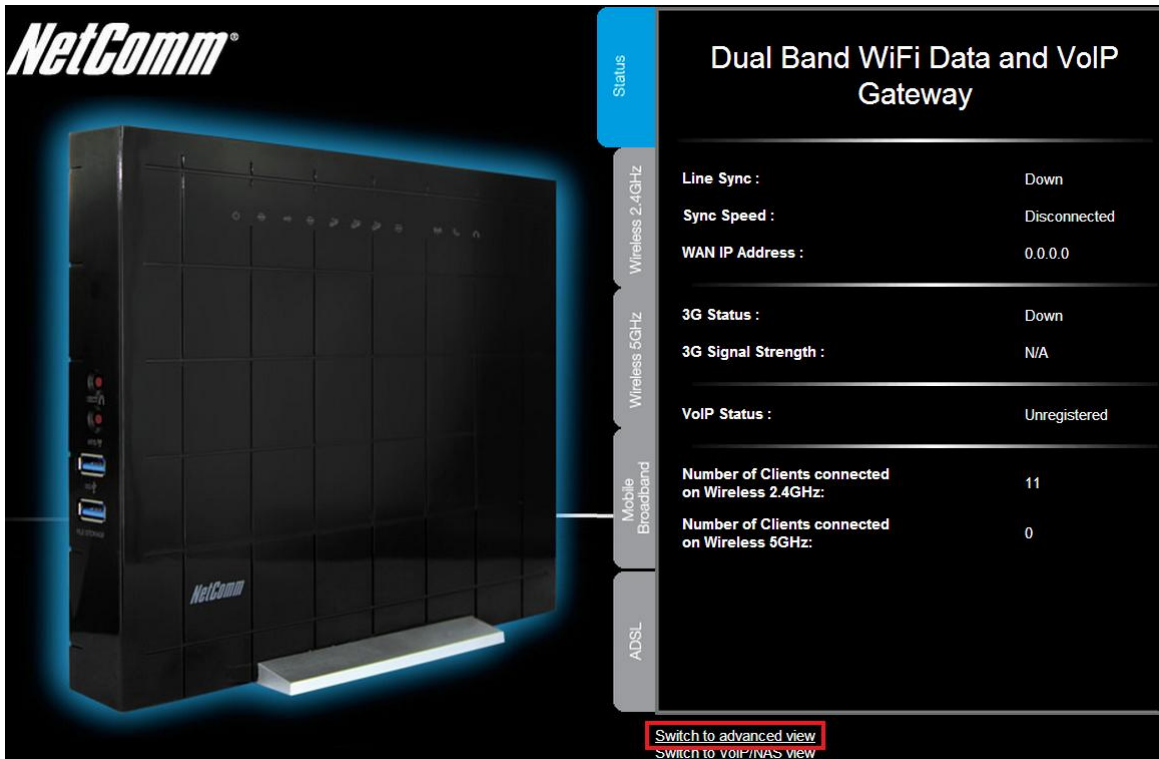 NetComm®
Status
Wireless 2.4GHz
Wireless 5GHz
Mobile
Broadband
ADSL
Dual Band WiFi Data and VoIP
Gateway
Line Sync : Down
Sync Speed : Disconnected
WAN IP Address : 0.0.0.0
3G Status : Down
3G Signal Strength : N/A
VoIP Status : Unregistered
Number of Clients connected
on Wireless 2.4GHz: 11
Number of Clients connected
on Wireless 5GHz: 0
NetComm
Switch to advanced view
Switch to VoIP/NAS view